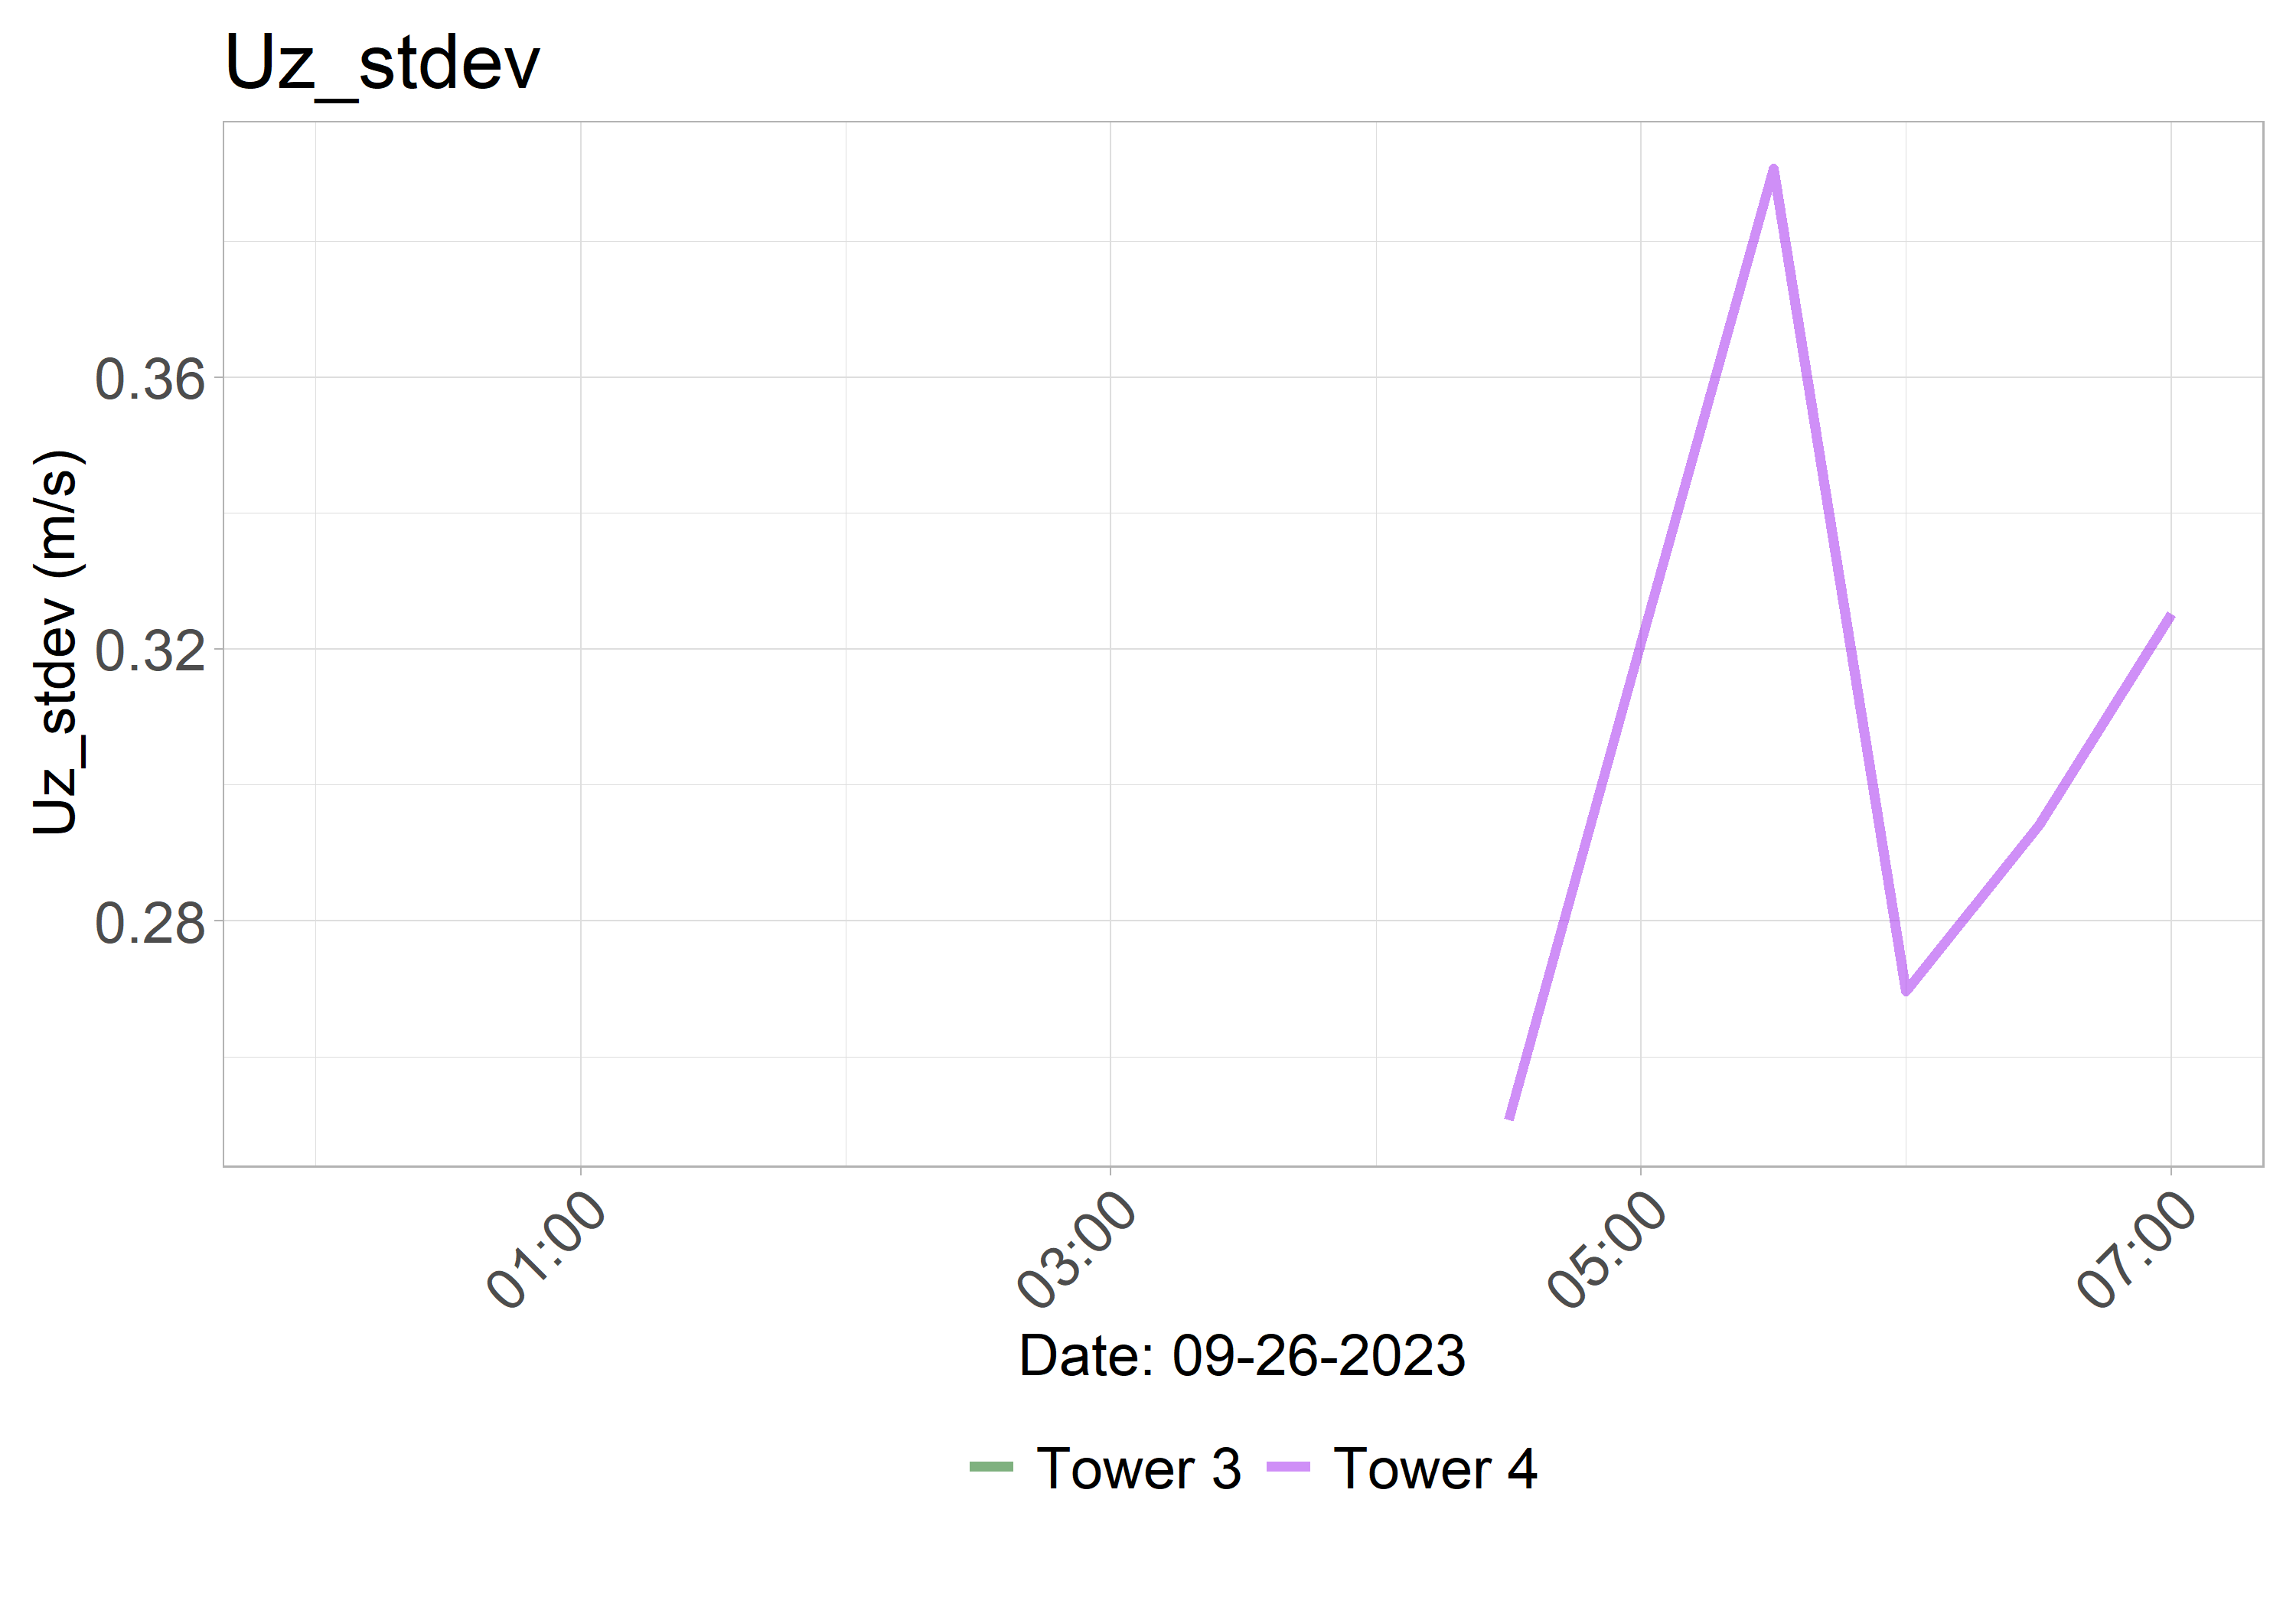 Uz_stdev
Uz_stdev (m/s)
0.36
0.32
0.28
01:00 03:00 05:00 07:00
Date: 09-26-2023
Tower 3 Tower 4